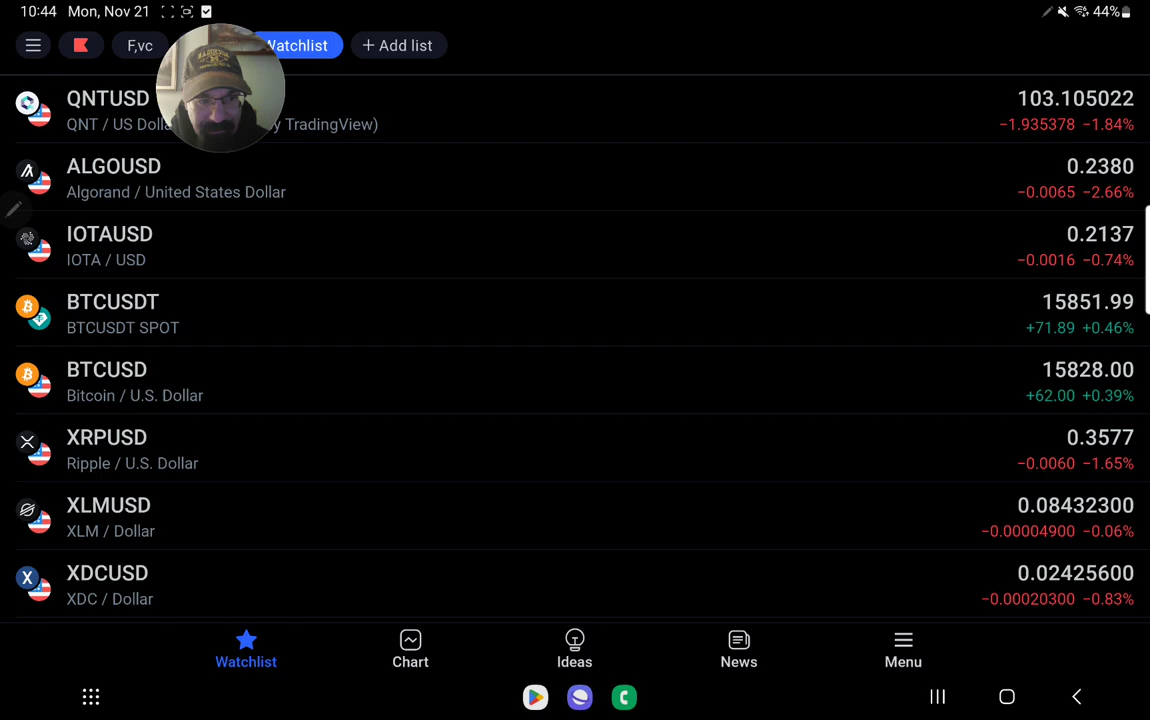 10:44 Mon, Nov 21 44%
F,vc Watchlist + Add list
QNTUSD 103.105022
QNT / US y TradingView) −1.935378 −1.84%
ALGOUSD 0.2380
Algorand / United States Dollar −0.0065 −2.66%
IOTAUSD 0.2137
IOTA / USD −0.0016 −0.74%
BTCUSDT 15851.99
BTCUSDT SPOT +71.89 +0.46%
BTCUSD 15828.00
Bitcoin / U.S. Dollar +62.00 +0.39%
XRPUSD 0.3577
Ripple / U.S. Dollar −0.0060 −1.65%
XLMUSD 0.08432300
XLM / Dollar −0.00004900 −0.06%
XDCUSD 0.02425600
XDC / Dollar −0.00020300 −0.83%
Watchlist Chart Ideas News Menu